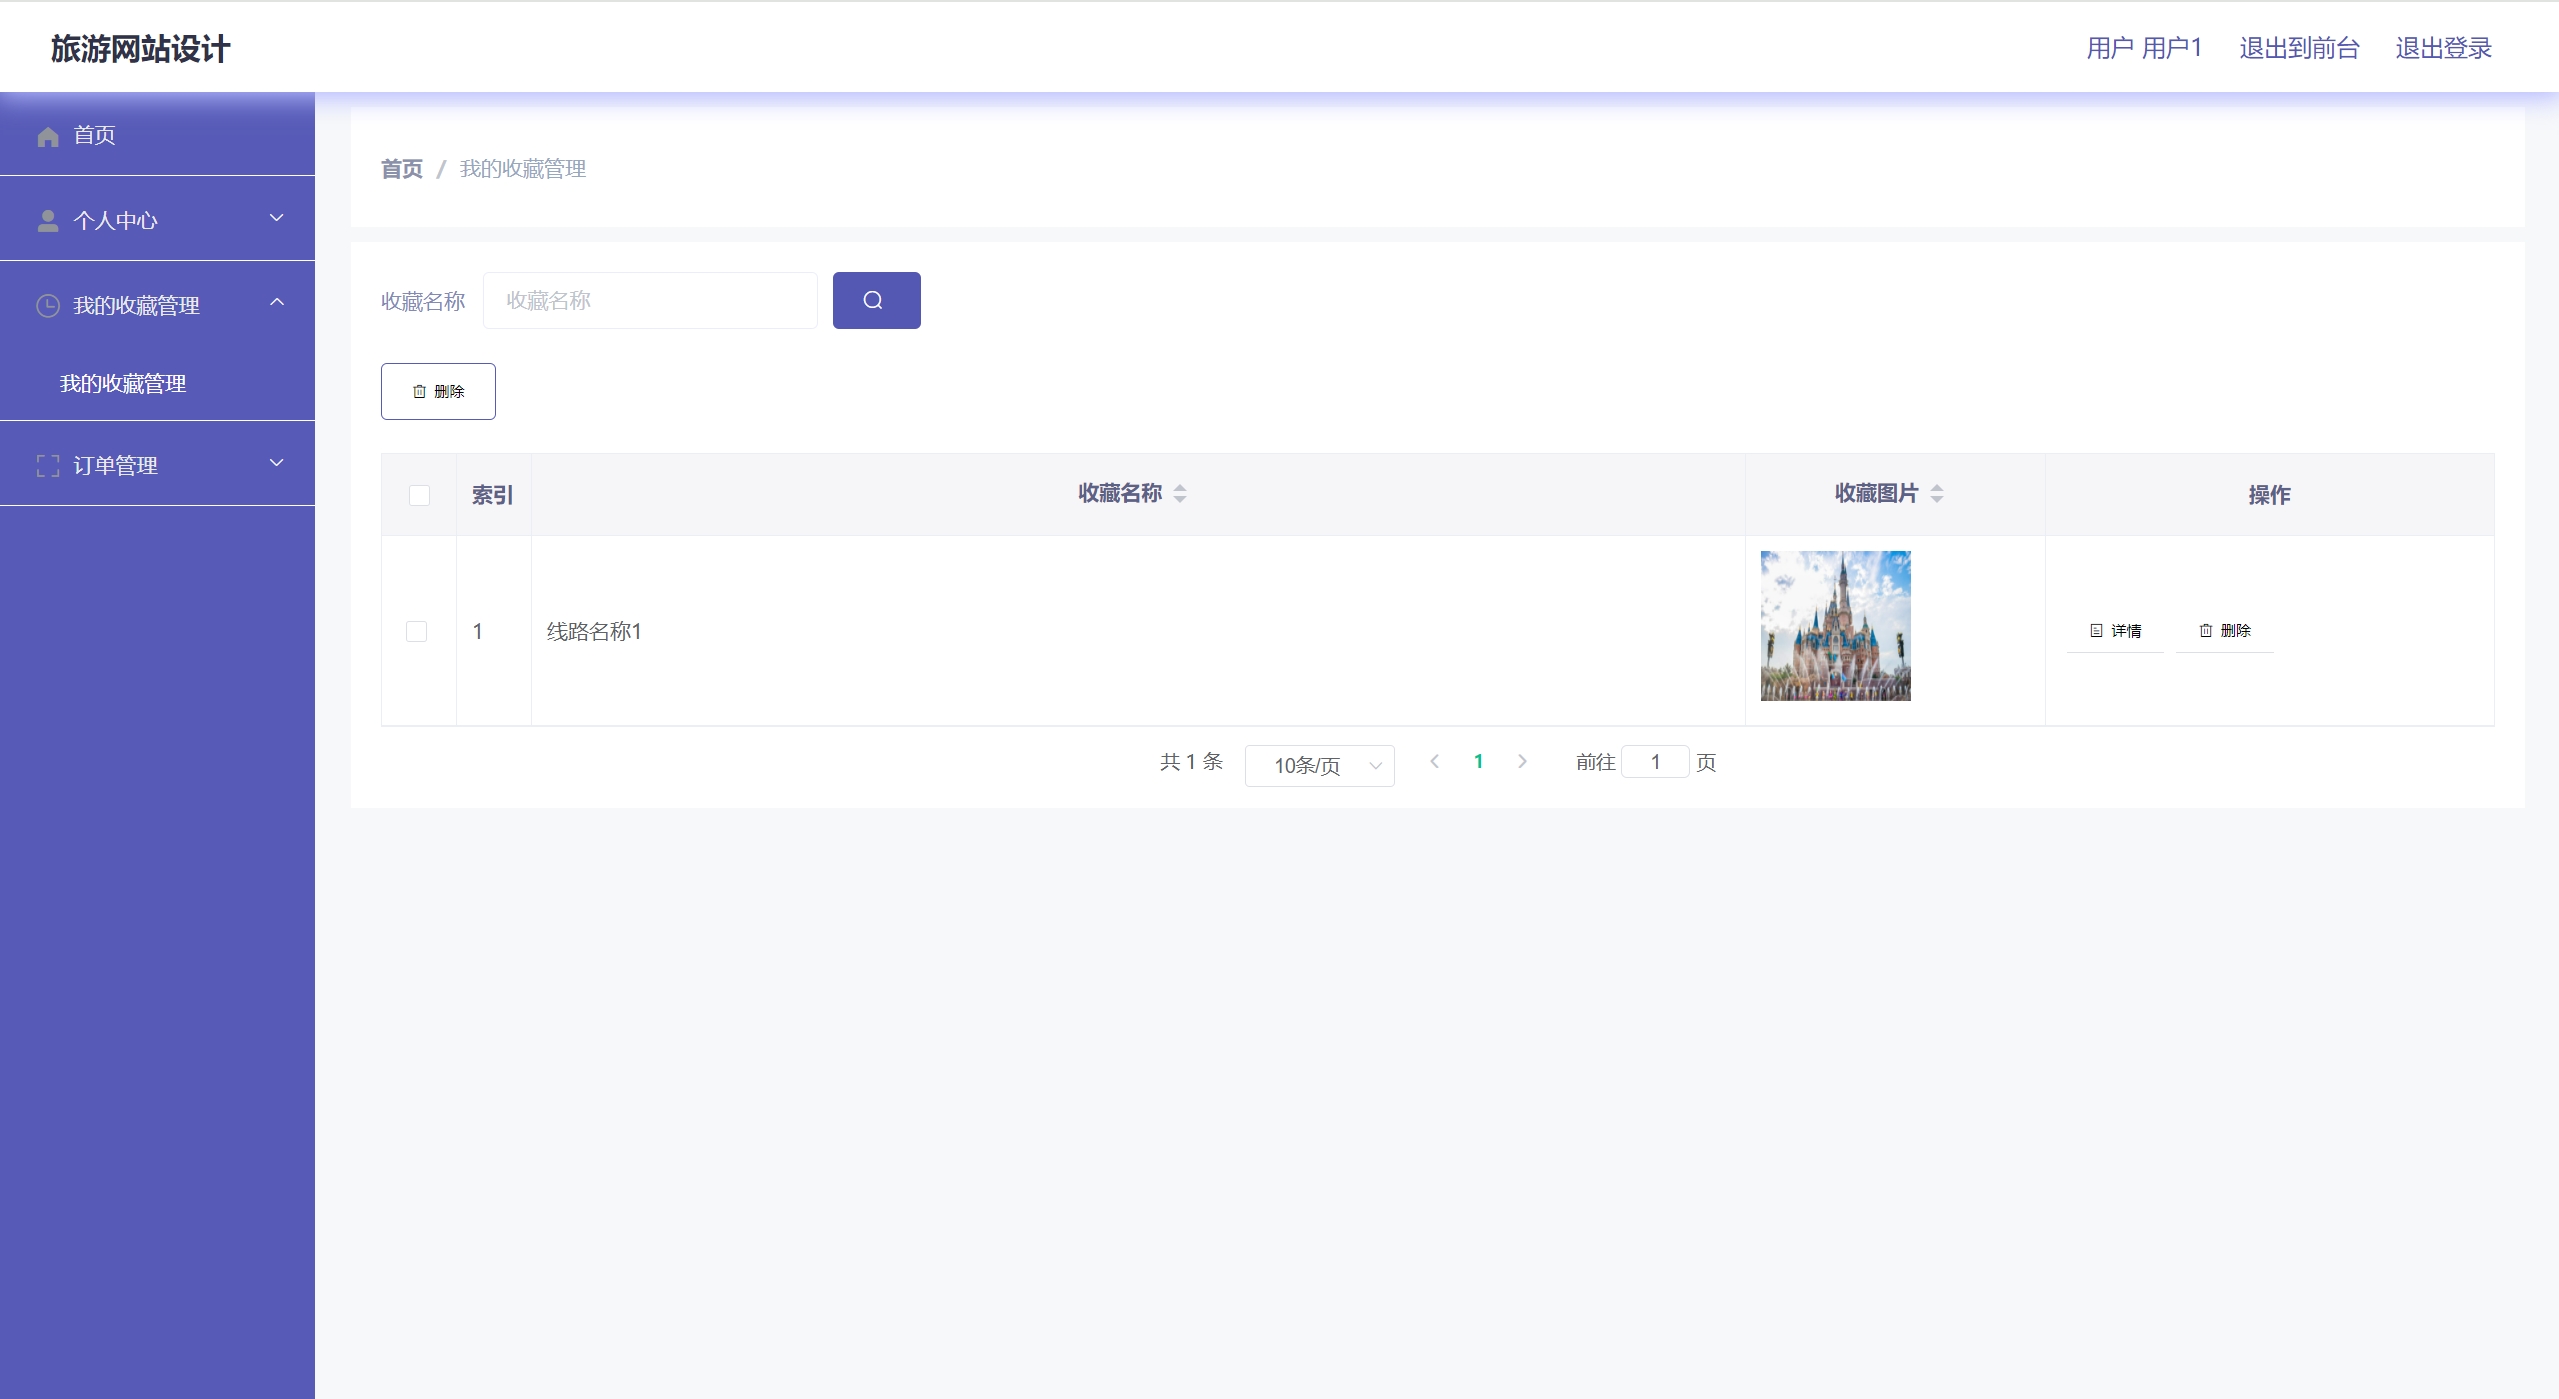 旅游网站设计
用户 用户1 退出到前台 退出登录
首页
个人中心
我的收藏管理
我的收藏管理
订单管理
首页 / 我的收藏管理
收藏名称 收藏名称
删除
索引 收藏名称 收藏图片 操作
1 线路名称1 详情 删除
共 1 条 10条/页 1 前往 1 页